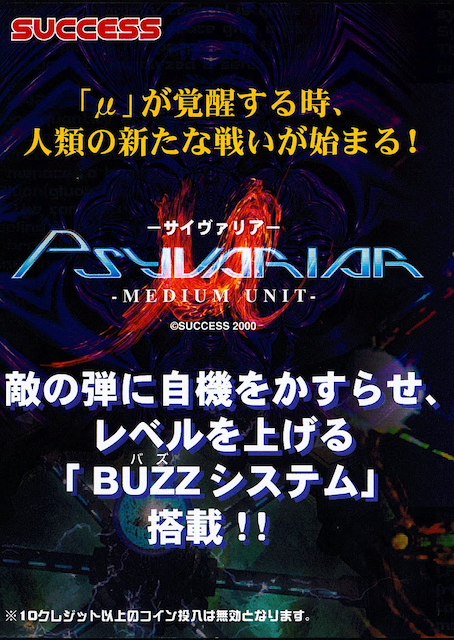 SUCCESS
「μ」が覚醒する時、
人類の新たな戦いが始まる!
－サイヴァリア－
PSYVARIAR
μ
-MEDIUM UNIT-
©SUCCESS 2000
敵の弾に自機をかすらせ、
レベルを上げる
バズ
「BUZZシステム」
搭載!!
※10クレジット以上のコイン投入は無効となります。